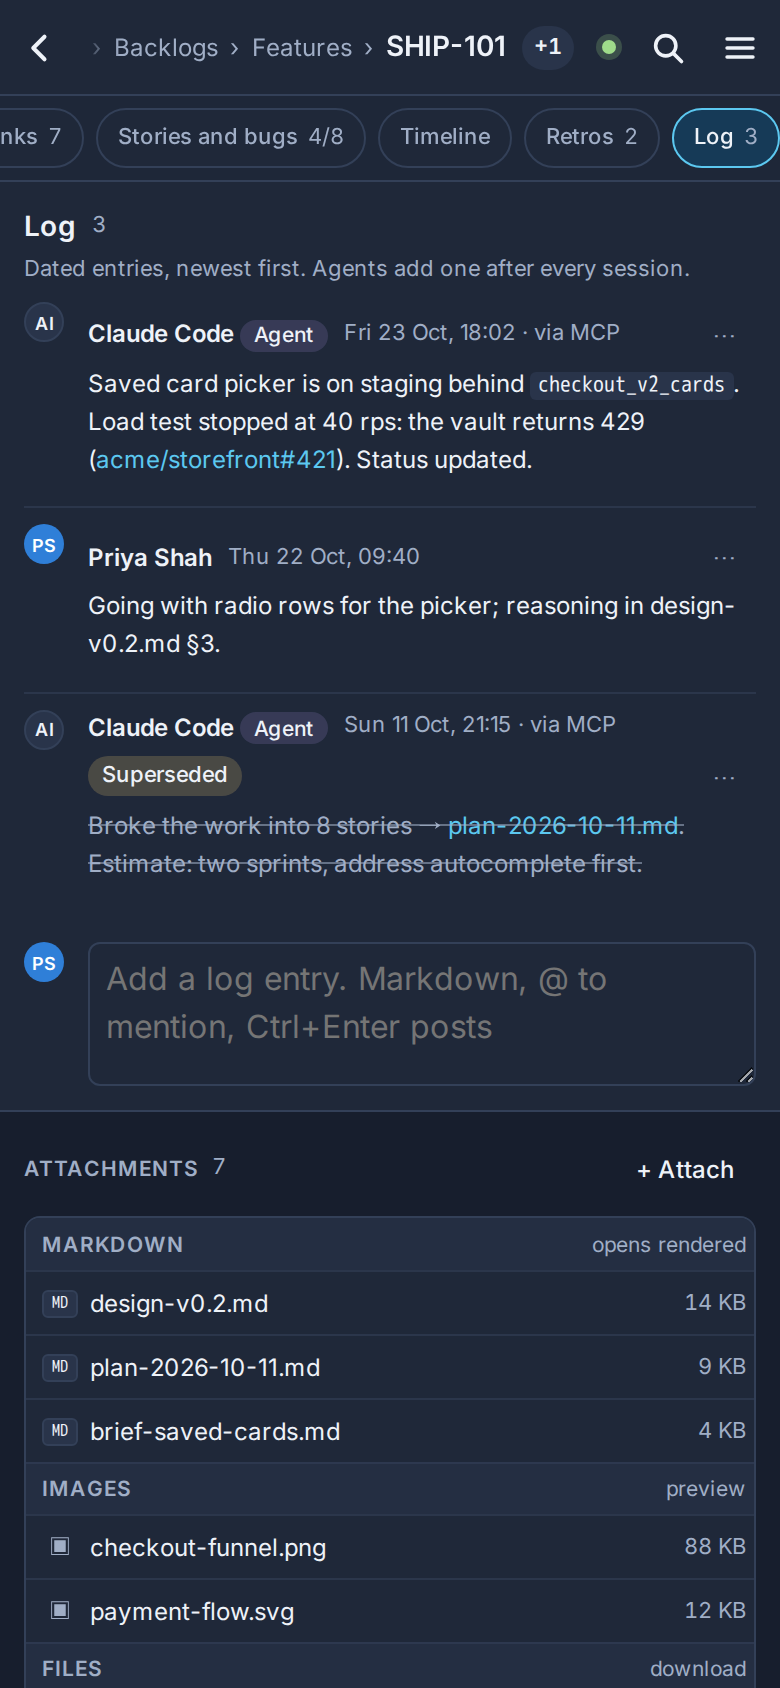 › Backlogs › Features › SHIP-101 +1
nks 7 Stories and bugs 4/8 Timeline Retros 2 Log 3
Log 3
Dated entries, newest first. Agents add one after every session.
AI Claude Code Agent Fri 23 Oct, 18:02 · via MCP ...
Saved card picker is on staging behind checkout_v2_cards.
Load test stopped at 40 rps: the vault returns 429
(acme/storefront#421). Status updated.
PS Priya Shah Thu 22 Oct, 09:40 ...
Going with radio rows for the picker; reasoning in design-
v0.2.md §3.
AI Claude Code Agent Sun 11 Oct, 21:15 · via MCP
Superseded ...
Broke the work into 8 stories → plan-2026-10-11.md.
Estimate: two sprints, address autocomplete first.
PS Add a log entry. Markdown, @ to
mention, Ctrl+Enter posts
ATTACHMENTS 7 + Attach
MARKDOWN opens rendered
MD design-v0.2.md 14 KB
MD plan-2026-10-11.md 9 KB
MD brief-saved-cards.md 4 KB
IMAGES preview
▣ checkout-funnel.png 88 KB
▣ payment-flow.svg 12 KB
FILES download